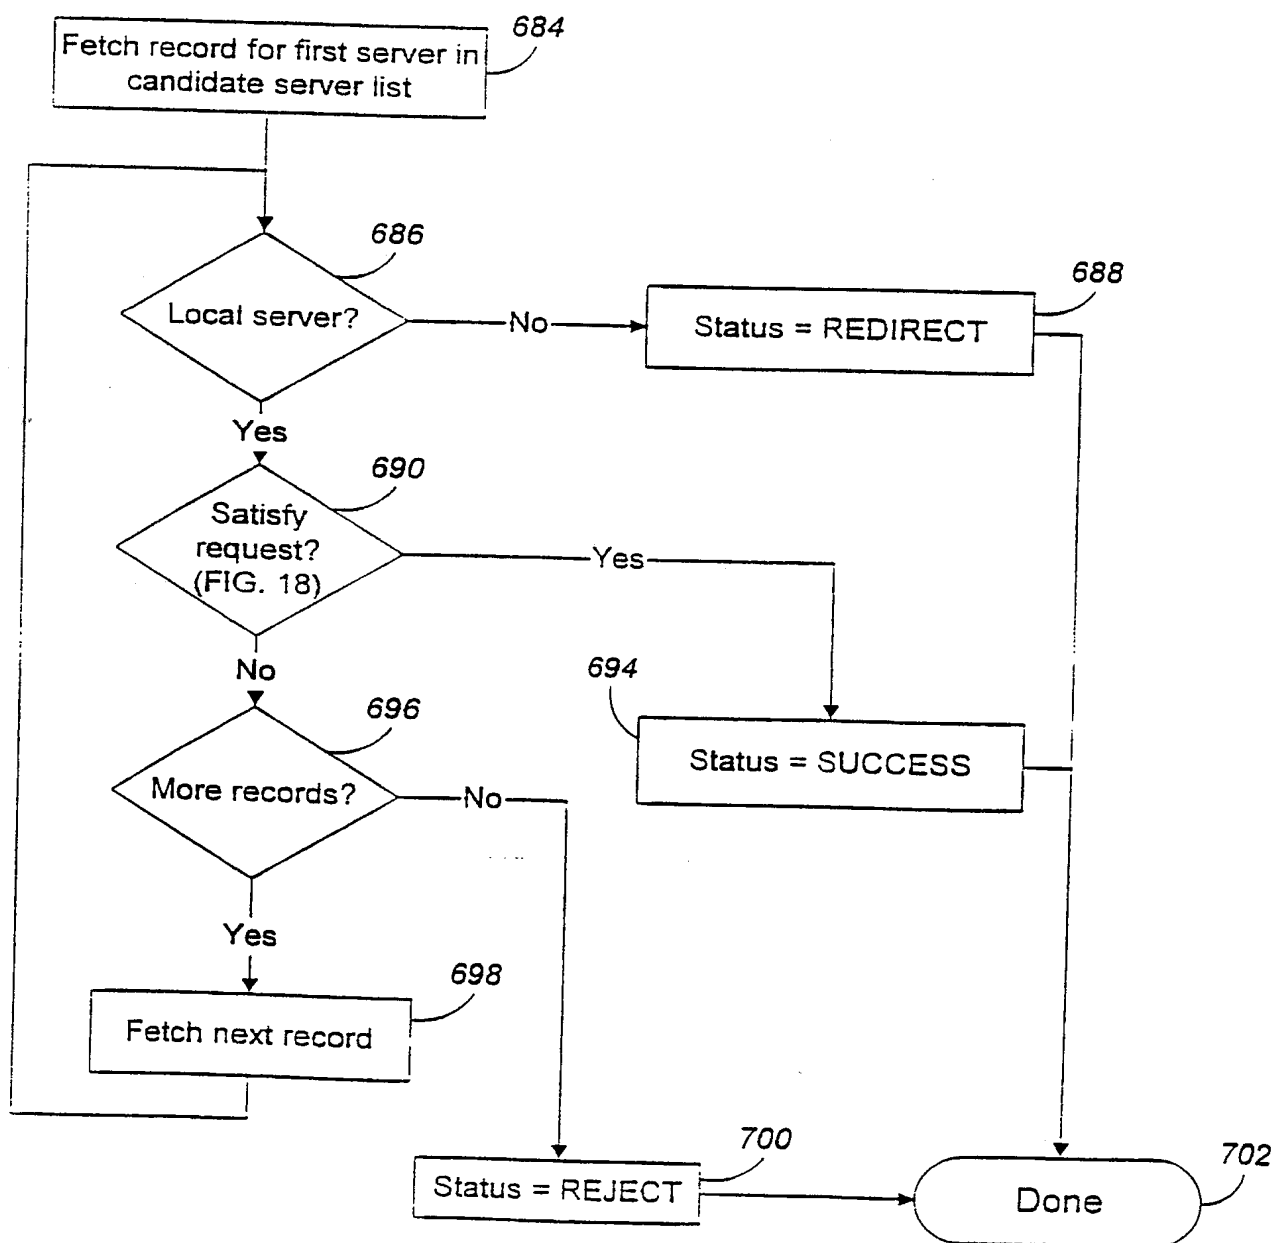 684
Fetch record for first server in
candidate server list
686
Local server?
No
688
Status = REDIRECT
Yes
690
Satisfy
request?
(FIG. 18)
Yes
No
694
Status = SUCCESS
696
More records?
No
Yes
698
Fetch next record
700
Status = REJECT
702
Done